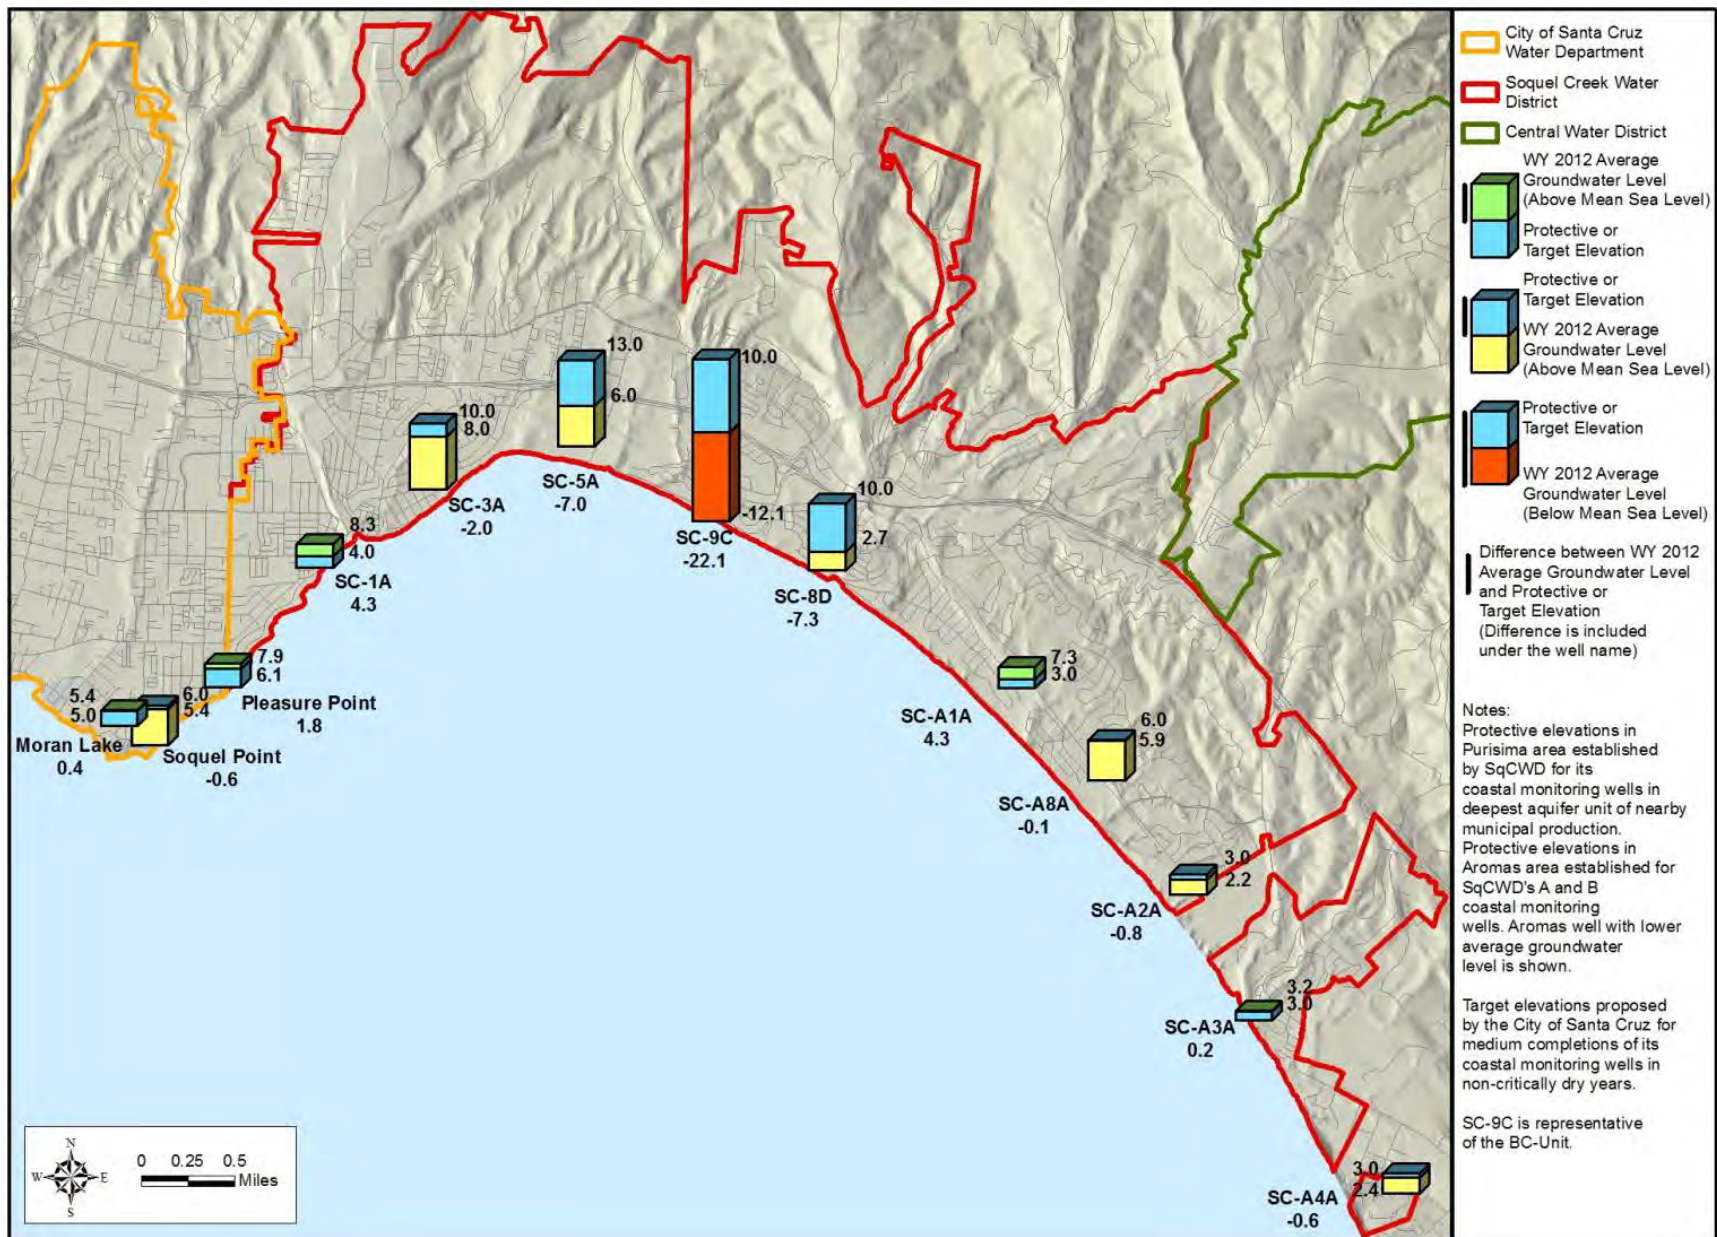 13.0
6.0
SC-5A
-7.0
10.0
-12.1
SC-9C
-22.1
10.0
8.0
SC-3A
-2.0
10.0
2.7
SC-8D
-7.3
8.3
4.0
SC-1A
4.3
7.9
6.1
Pleasure Point
1.8
5.4
5.0
Moran Lake
0.4
6.0
5.4
Soquel Point
-0.6
7.3
3.0
SC-A1A
4.3
6.0
5.9
SC-A8A
-0.1
3.0
2.2
SC-A2A
-0.8
3.2
3.0
SC-A3A
0.2
3.0
2.4
SC-A4A
-0.6
N
W
E
S
0 0.25 0.5
Miles
City of Santa Cruz
Water Department
Soquel Creek Water
District
Central Water District
WY 2012 Average
Groundwater Level
(Above Mean Sea Level)
Protective or
Target Elevation
Protective or
Target Elevation
WY 2012 Average
Groundwater Level
(Above Mean Sea Level)
Protective or
Target Elevation
WY 2012 Average
Groundwater Level
(Below Mean Sea Level)
Difference between WY 2012
Average Groundwater Level
and Protective or
Target Elevation
(Difference is included
under the well name)
Notes:
Protective elevations in
Purisima area established
by SqCWD for its
coastal monitoring wells in
deepest aquifer unit of nearby
municipal production.
Protective elevations in
Aromas area established for
SqCWD's A and B
coastal monitoring
wells. Aromas well with lower
average groundwater
level is shown.
Target elevations proposed
by the City of Santa Cruz for
medium completions of its
coastal monitoring wells in
non-critically dry years.
SC-9C is representative
of the BC-Unit.